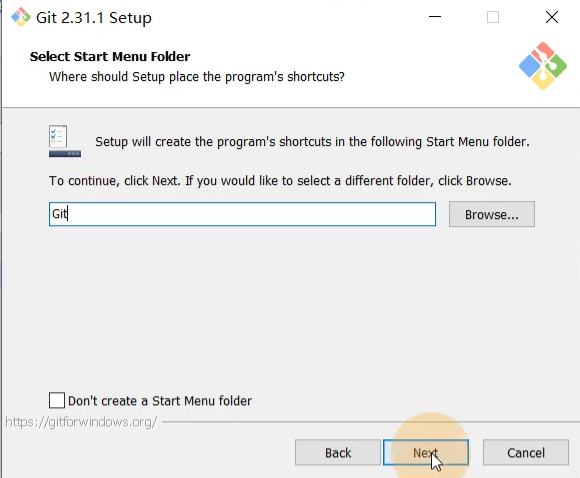 Git 2.31.1 Setup
Select Start Menu Folder
Where should Setup place the program's shortcuts?
Setup will create the program's shortcuts in the following Start Menu folder.
To continue, click Next. If you would like to select a different folder, click Browse.
Git
Browse...
Don't create a Start Menu folder
https://gitforwindows.org/
Back
Next
Cancel